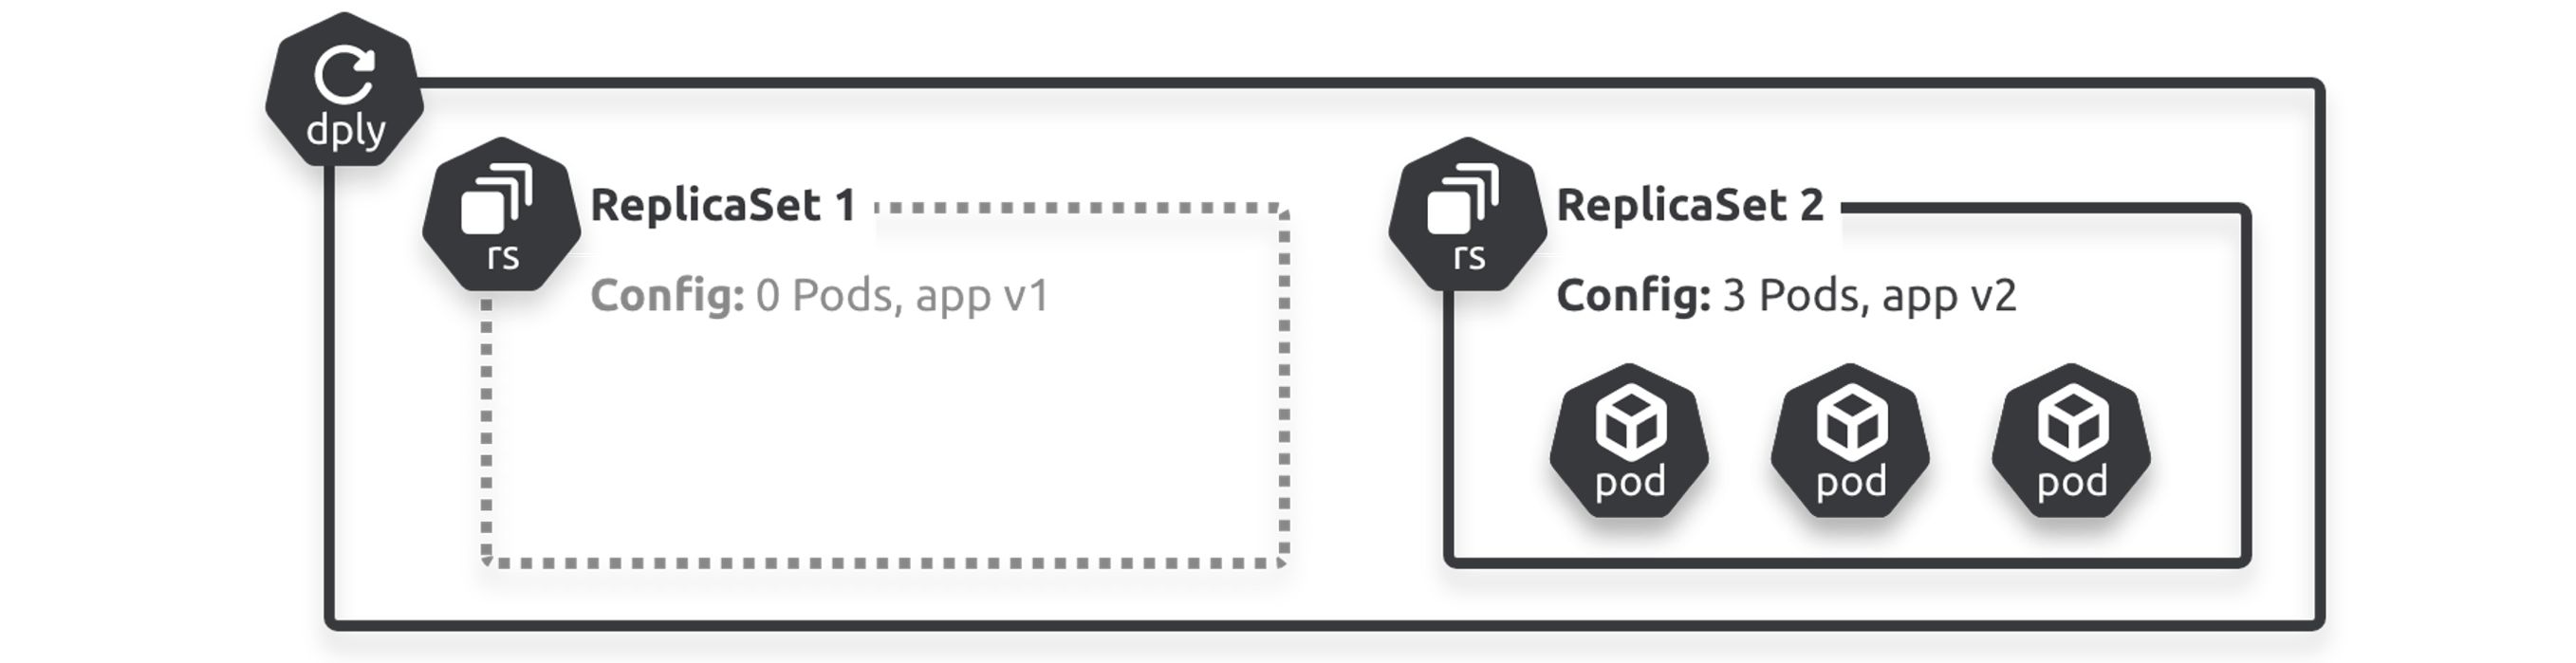 dply
rs
ReplicaSet 1
Config: 0 Pods, app v1
rs
ReplicaSet 2
Config: 3 Pods, app v2
pod
pod
pod